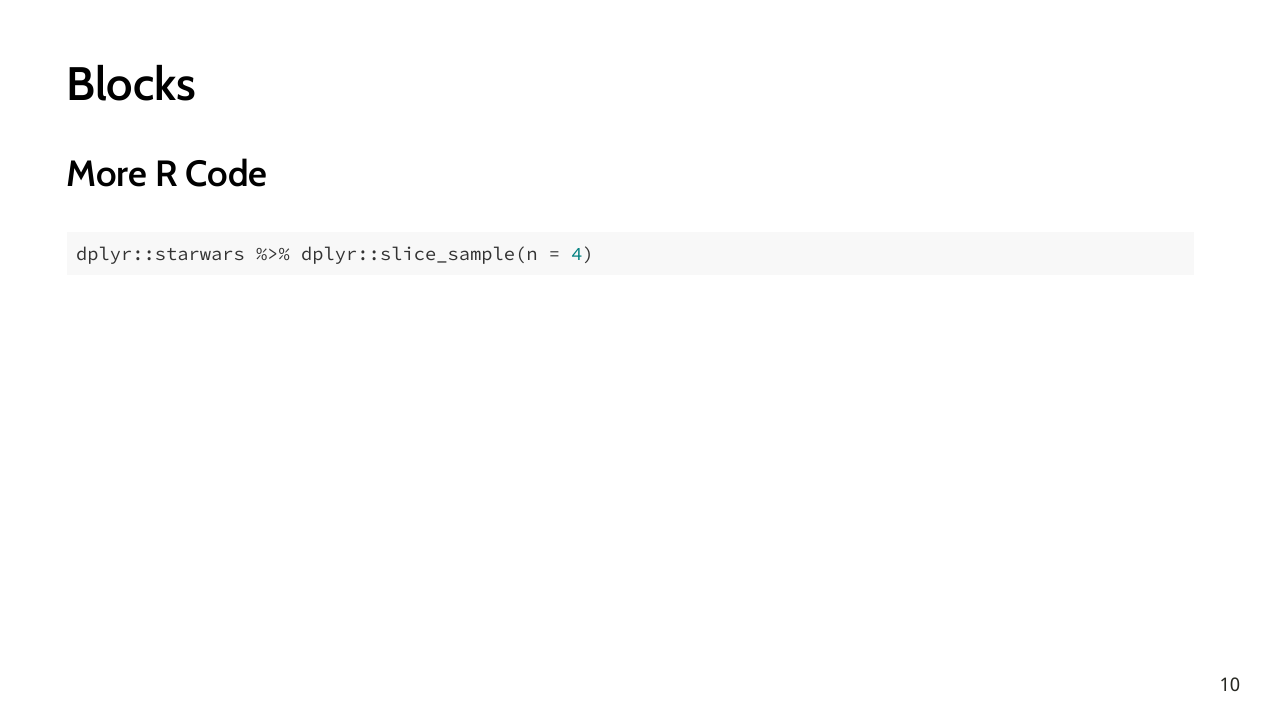 Blocks
More R Code
dplyr::starwars %>% dplyr::slice_sample(n = 4)
10